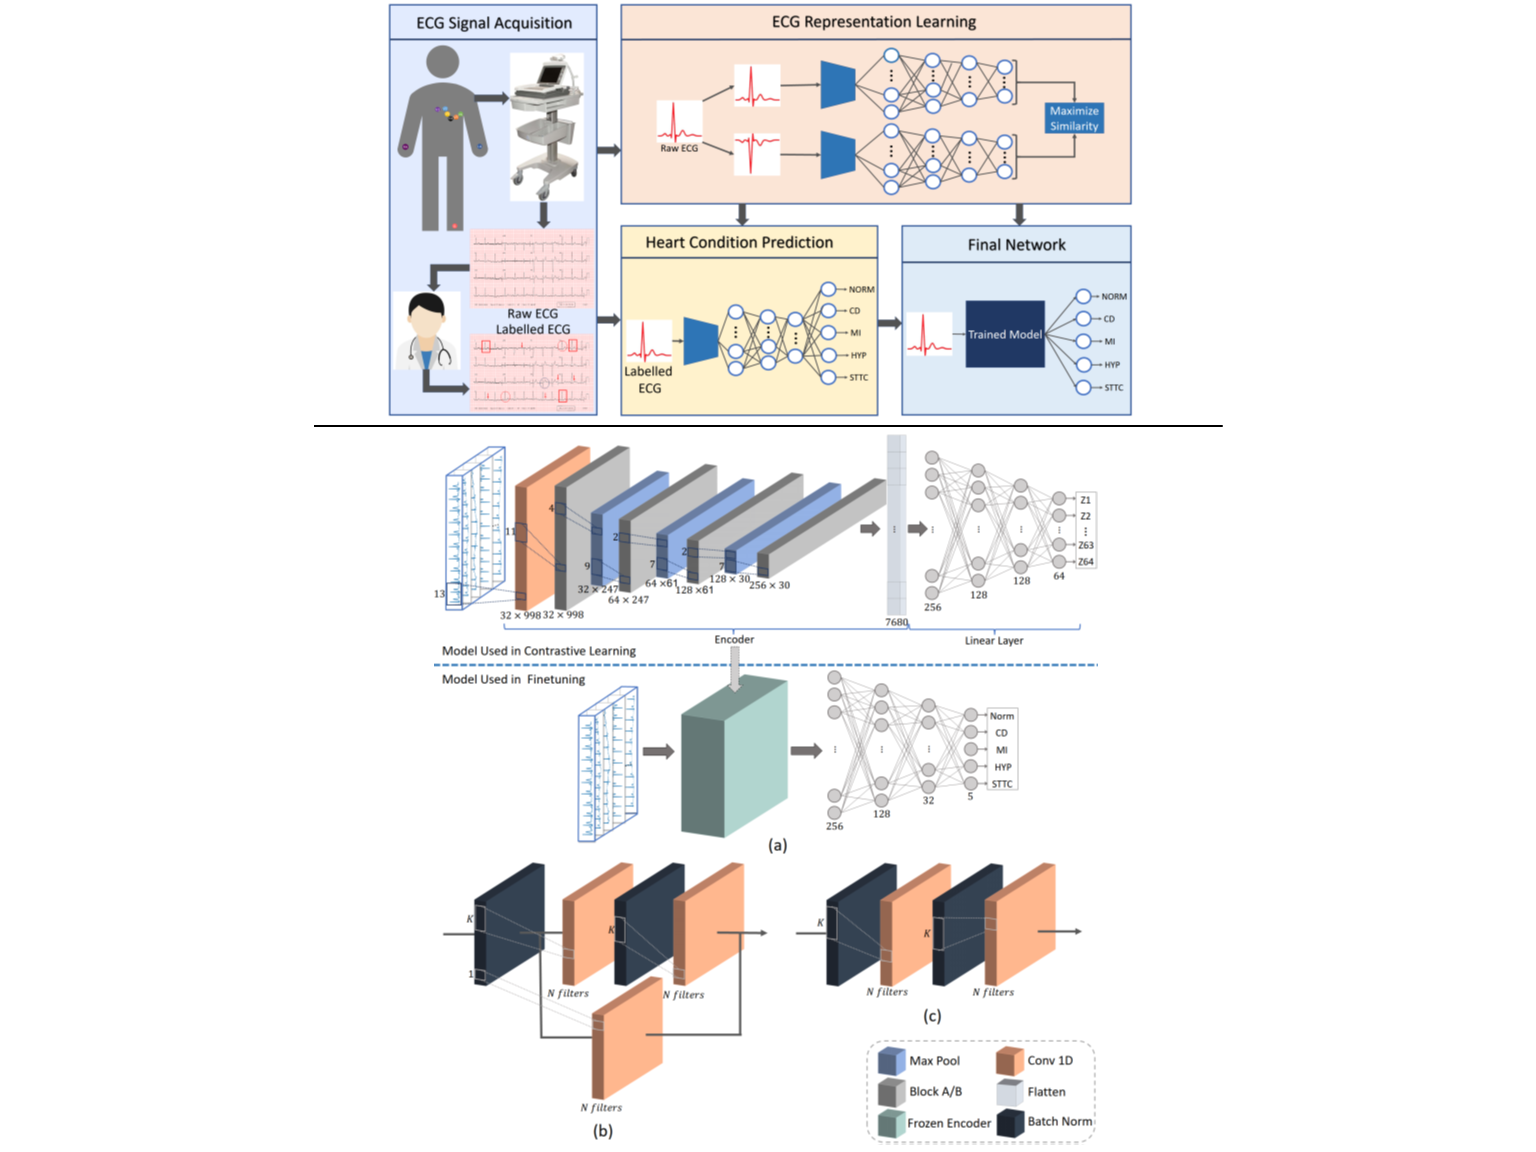 ECG Signal Acquisition
Raw ECG
Labelled ECG
ECG Representation Learning
Raw ECG
Maximize
Similarity
Heart Condition Prediction
Labelled
ECG
NORM
CD
MI
HYP
STTC
Final Network
Trained Model
NORM
CD
MI
HYP
STTC
13
11
4
9
2
7
2
7
32 × 998
32 × 998
32 × 247
64 × 247
64 ×61
128 ×61
128 × 30
256 × 30
7680
256
128
128
64
Z1
Z2
Z63
Z64
Encoder
Linear Layer
Model Used in Contrastive Learning
Model Used in Finetuning
256
128
32
5
Norm
CD
MI
HYP
STTC
(a)
K
1
K
N filters
N filters
N filters
(b)
K
K
N filters
N filters
(c)
Max Pool
Conv 1D
Block A/B
Flatten
Frozen Encoder
Batch Norm